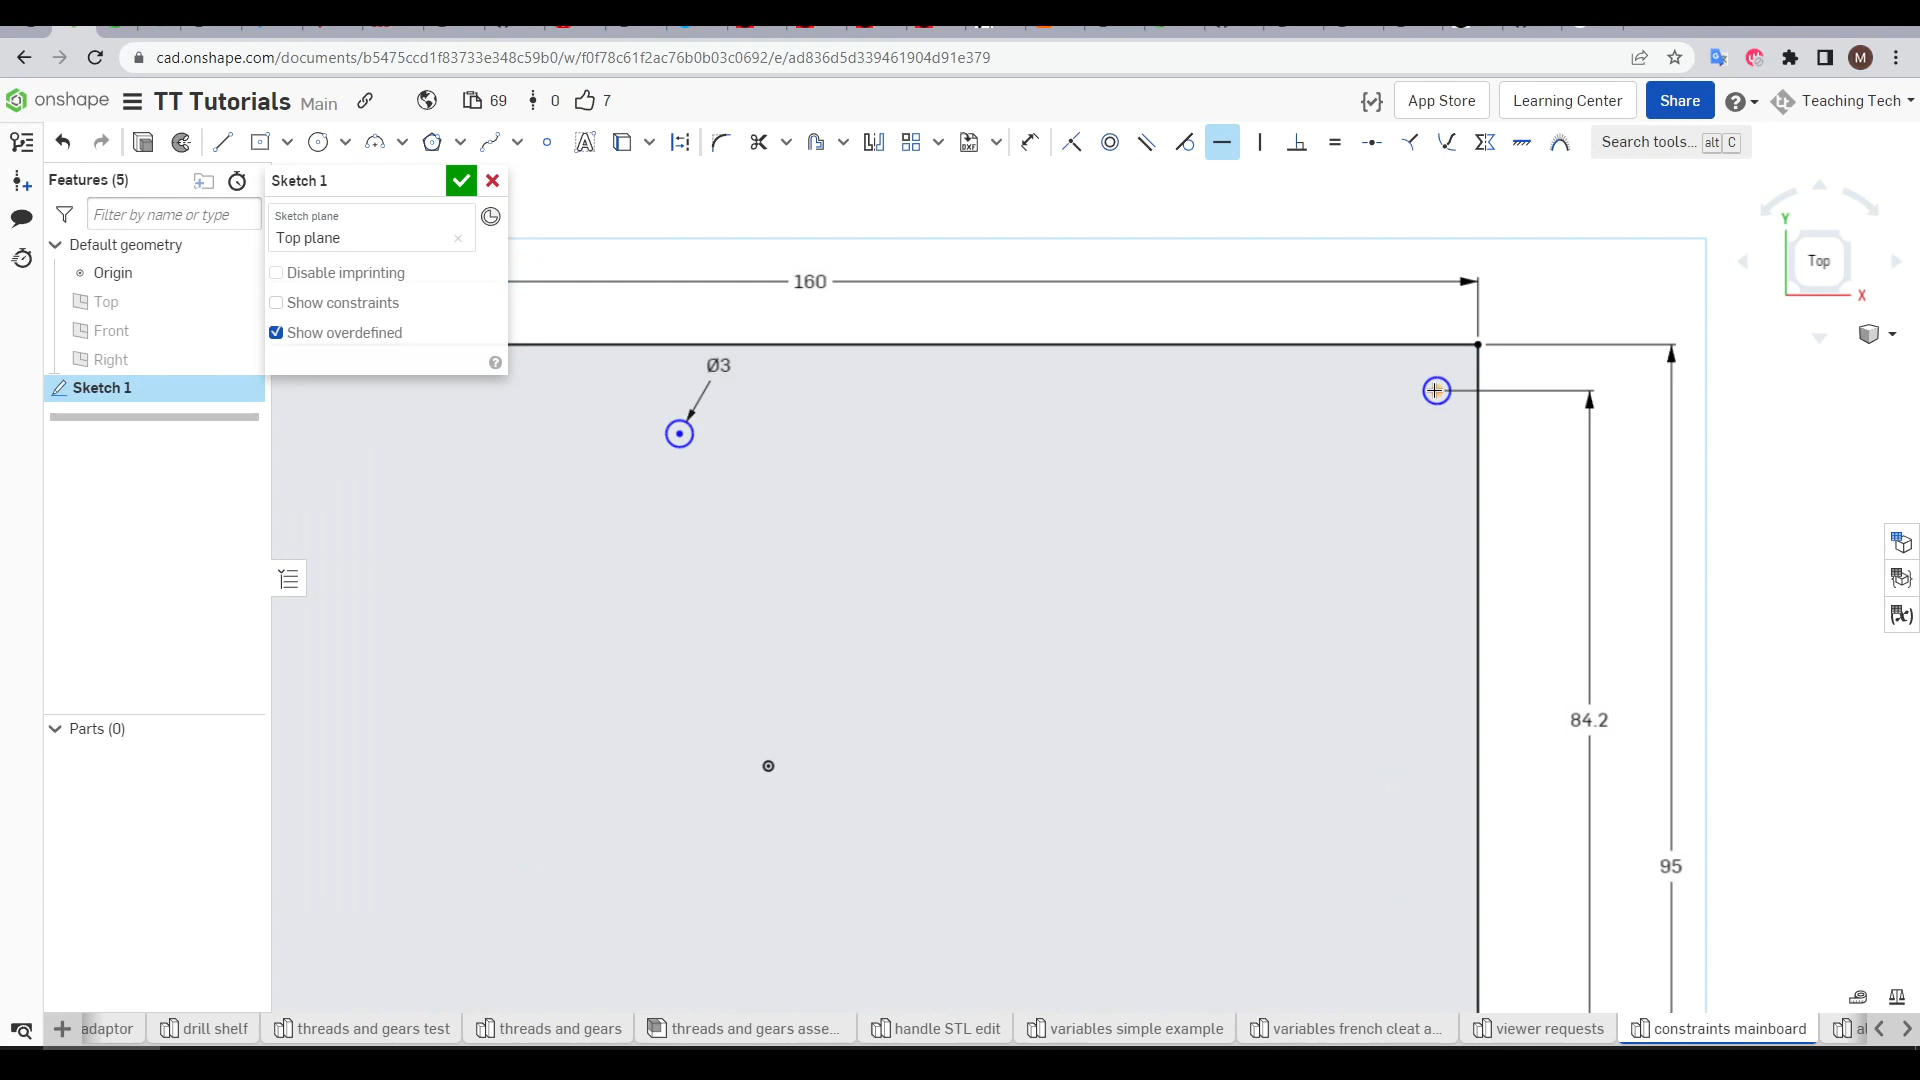 cad.onshape.com/documents/b5475ccd1f83733e348c59b0/w/f0f78c61f2ac76b0b03c0692/e/ad836d5d339461904d91e379
M
onshape TT Tutorials Main 69 0 7 App Store Learning Center Share Teaching Tech
Search tools... alt C
Features (5)
Sketch 1
Filter by name or type
Sketch plane
Top plane
Default geometry
Origin
Disable imprinting
Top
Show constraints
Front
Show overdefined
Right
Sketch 1
160
Ø3
Y
Top
X
84.2
95
Parts (0)
adaptor drill shelf threads and gears test threads and gears threads and gears asse... handle STL edit variables simple example variables french cleat a... viewer requests constraints mainboard